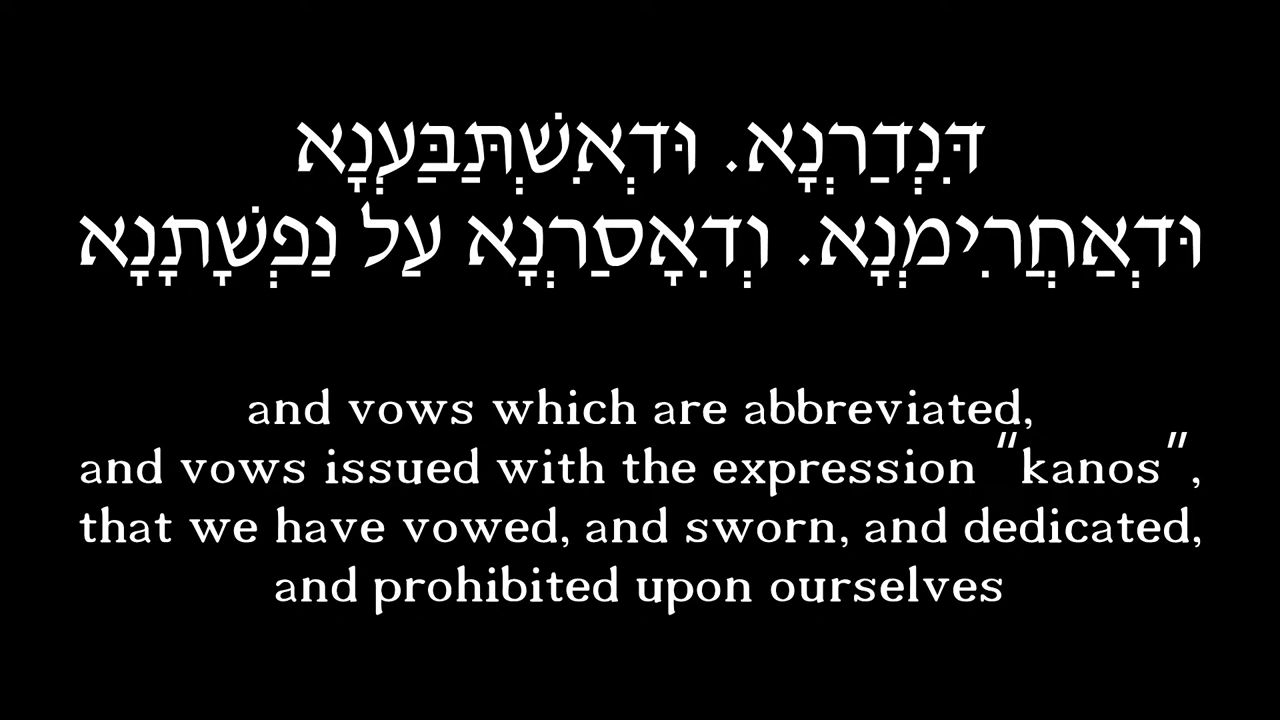 דִּנְדַרְנָא. וּדְאִשְׁתַּבַּעְנָא
וּדְאַחֲרִימְנָא. וְדִאָסַרְנָא עַל נַפְשָׁתָנָא
and vows which are abbreviated,
and vows issued with the expression "kanos",
that we have vowed, and sworn, and dedicated,
and prohibited upon ourselves